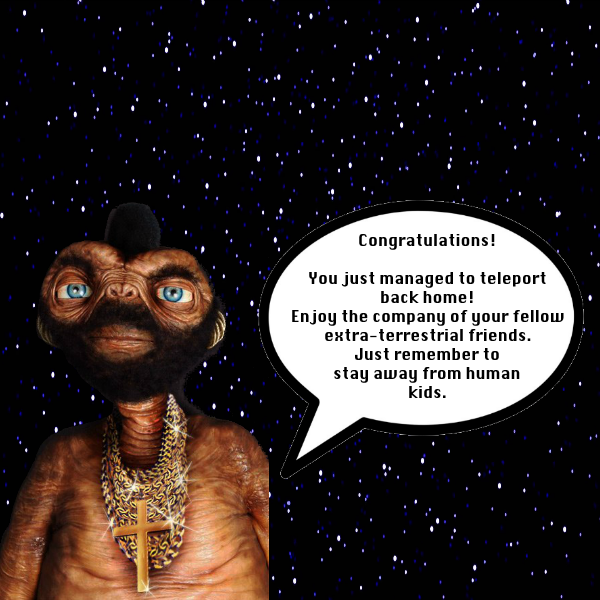 Congratulations!
You just managed to teleport
back home!
Enjoy the company of your fellow
extra-terrestrial friends.
Just remember to
stay away from human
kids.